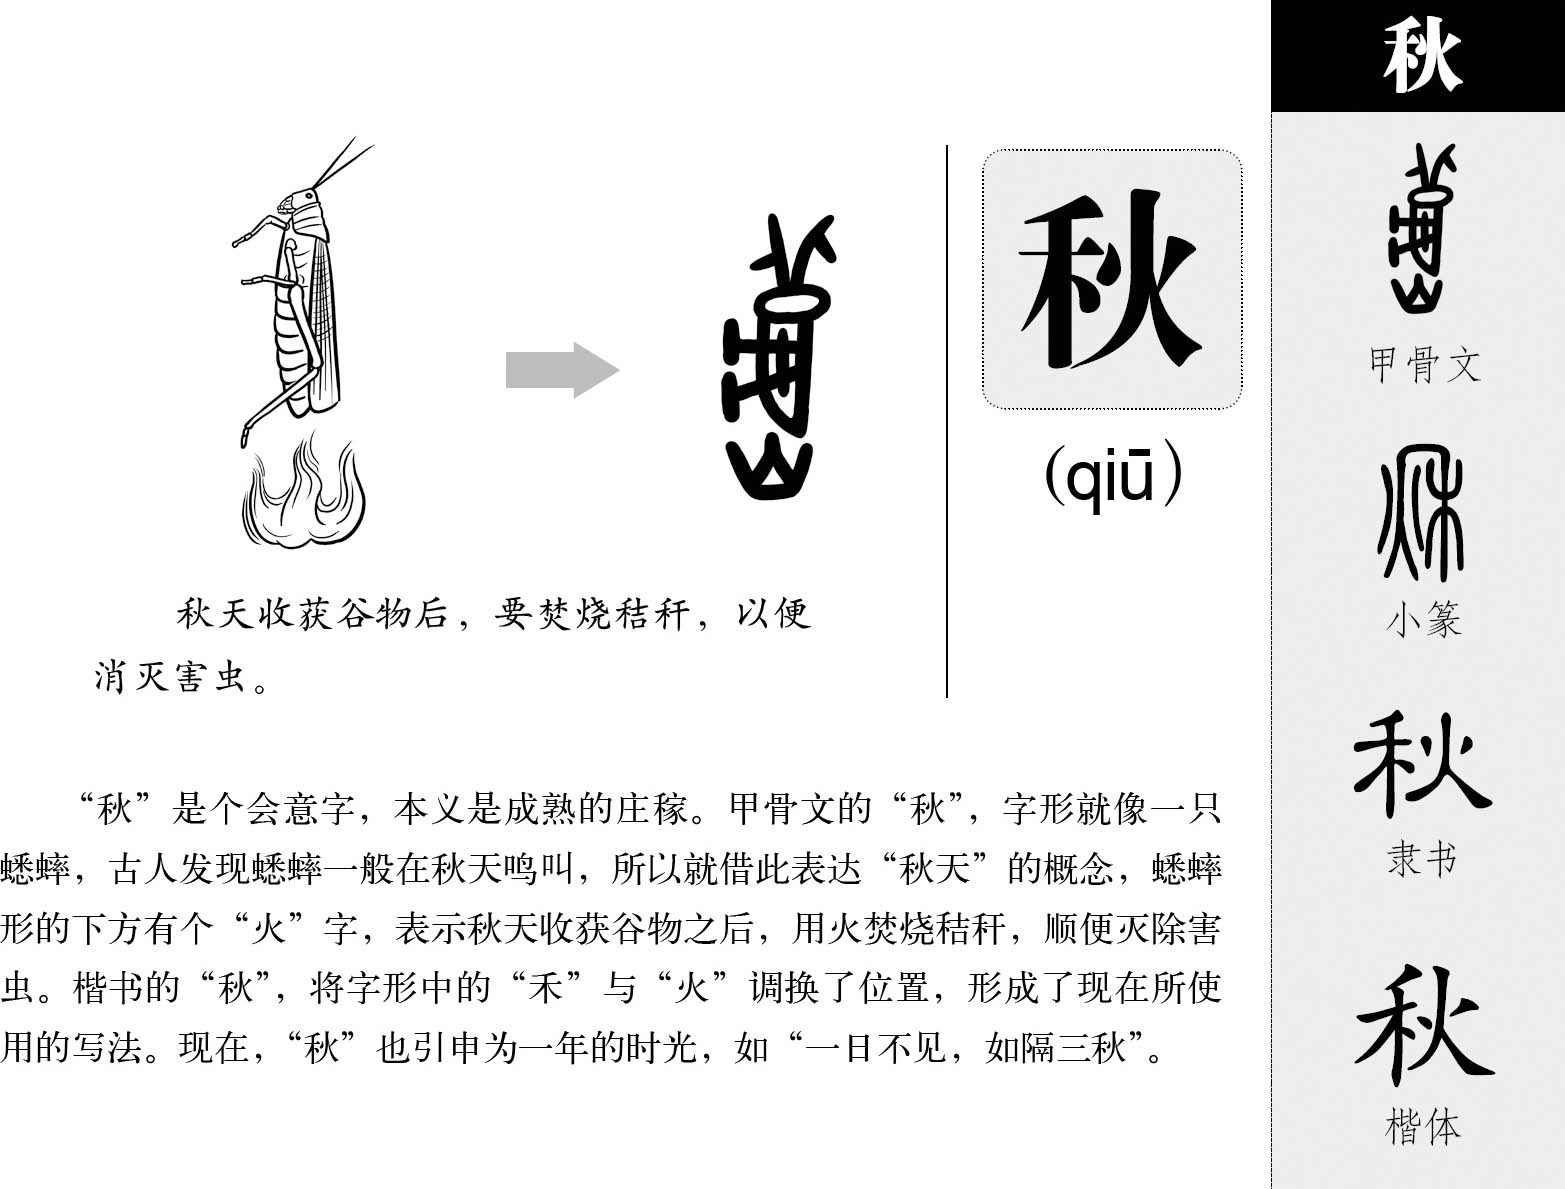 秋
(qiū)
秋天收获谷物后，要焚烧秸秆，以便
消灭害虫。
“秋”是个会意字，本义是成熟的庄稼。甲骨文的“秋”，字形就像一只
蟋蟀，古人发现蟋蟀一般在秋天鸣叫，所以就借此表达“秋天”的概念，蟋蟀
形的下方有个“火”字，表示秋天收获谷物之后，用火焚烧秸秆，顺便灭除害
虫。楷书的“秋”，将字形中的“禾”与“火”调换了位置，形成了现在所使
用的写法。现在，“秋”也引申为一年的时光，如“一日不见，如隔三秋”。
秋
甲骨文
小篆
秋
隶书
秋
楷体